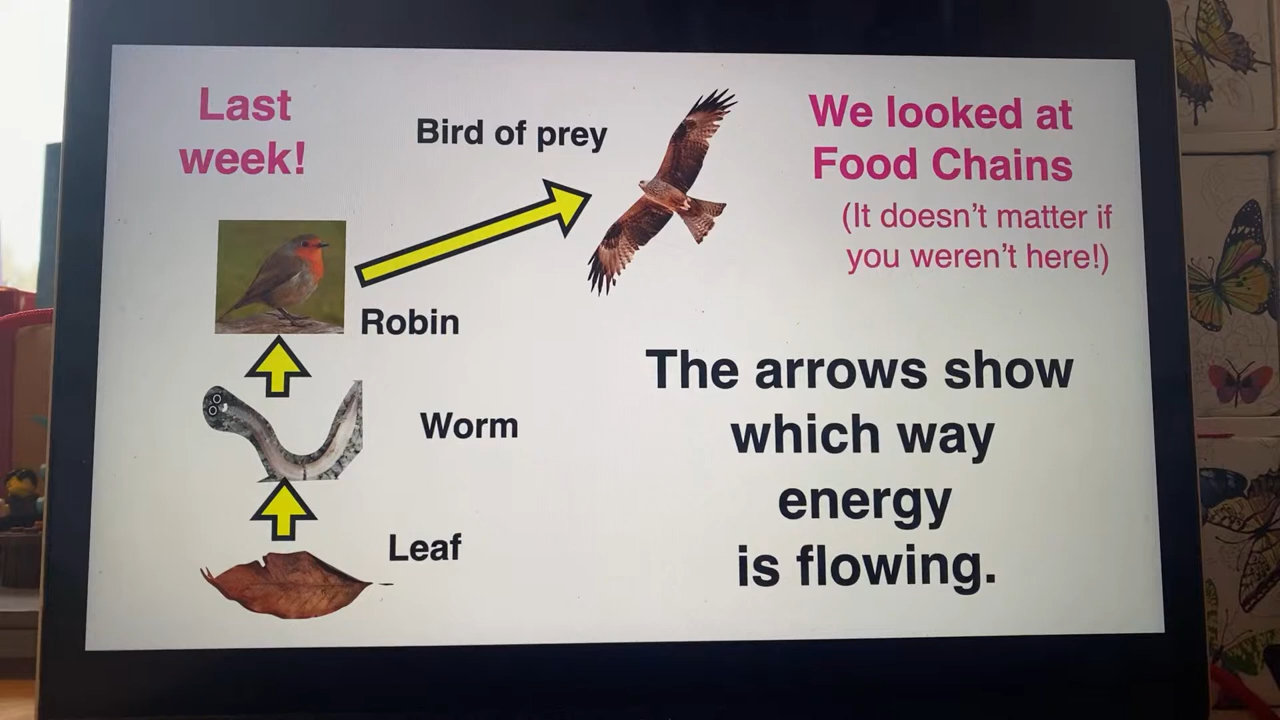 Last
week!
Bird of prey
We looked at
Food Chains
(It doesn't matter if
you weren't here!)
Robin
Worm
Leaf
The arrows show
which way
energy
is flowing.